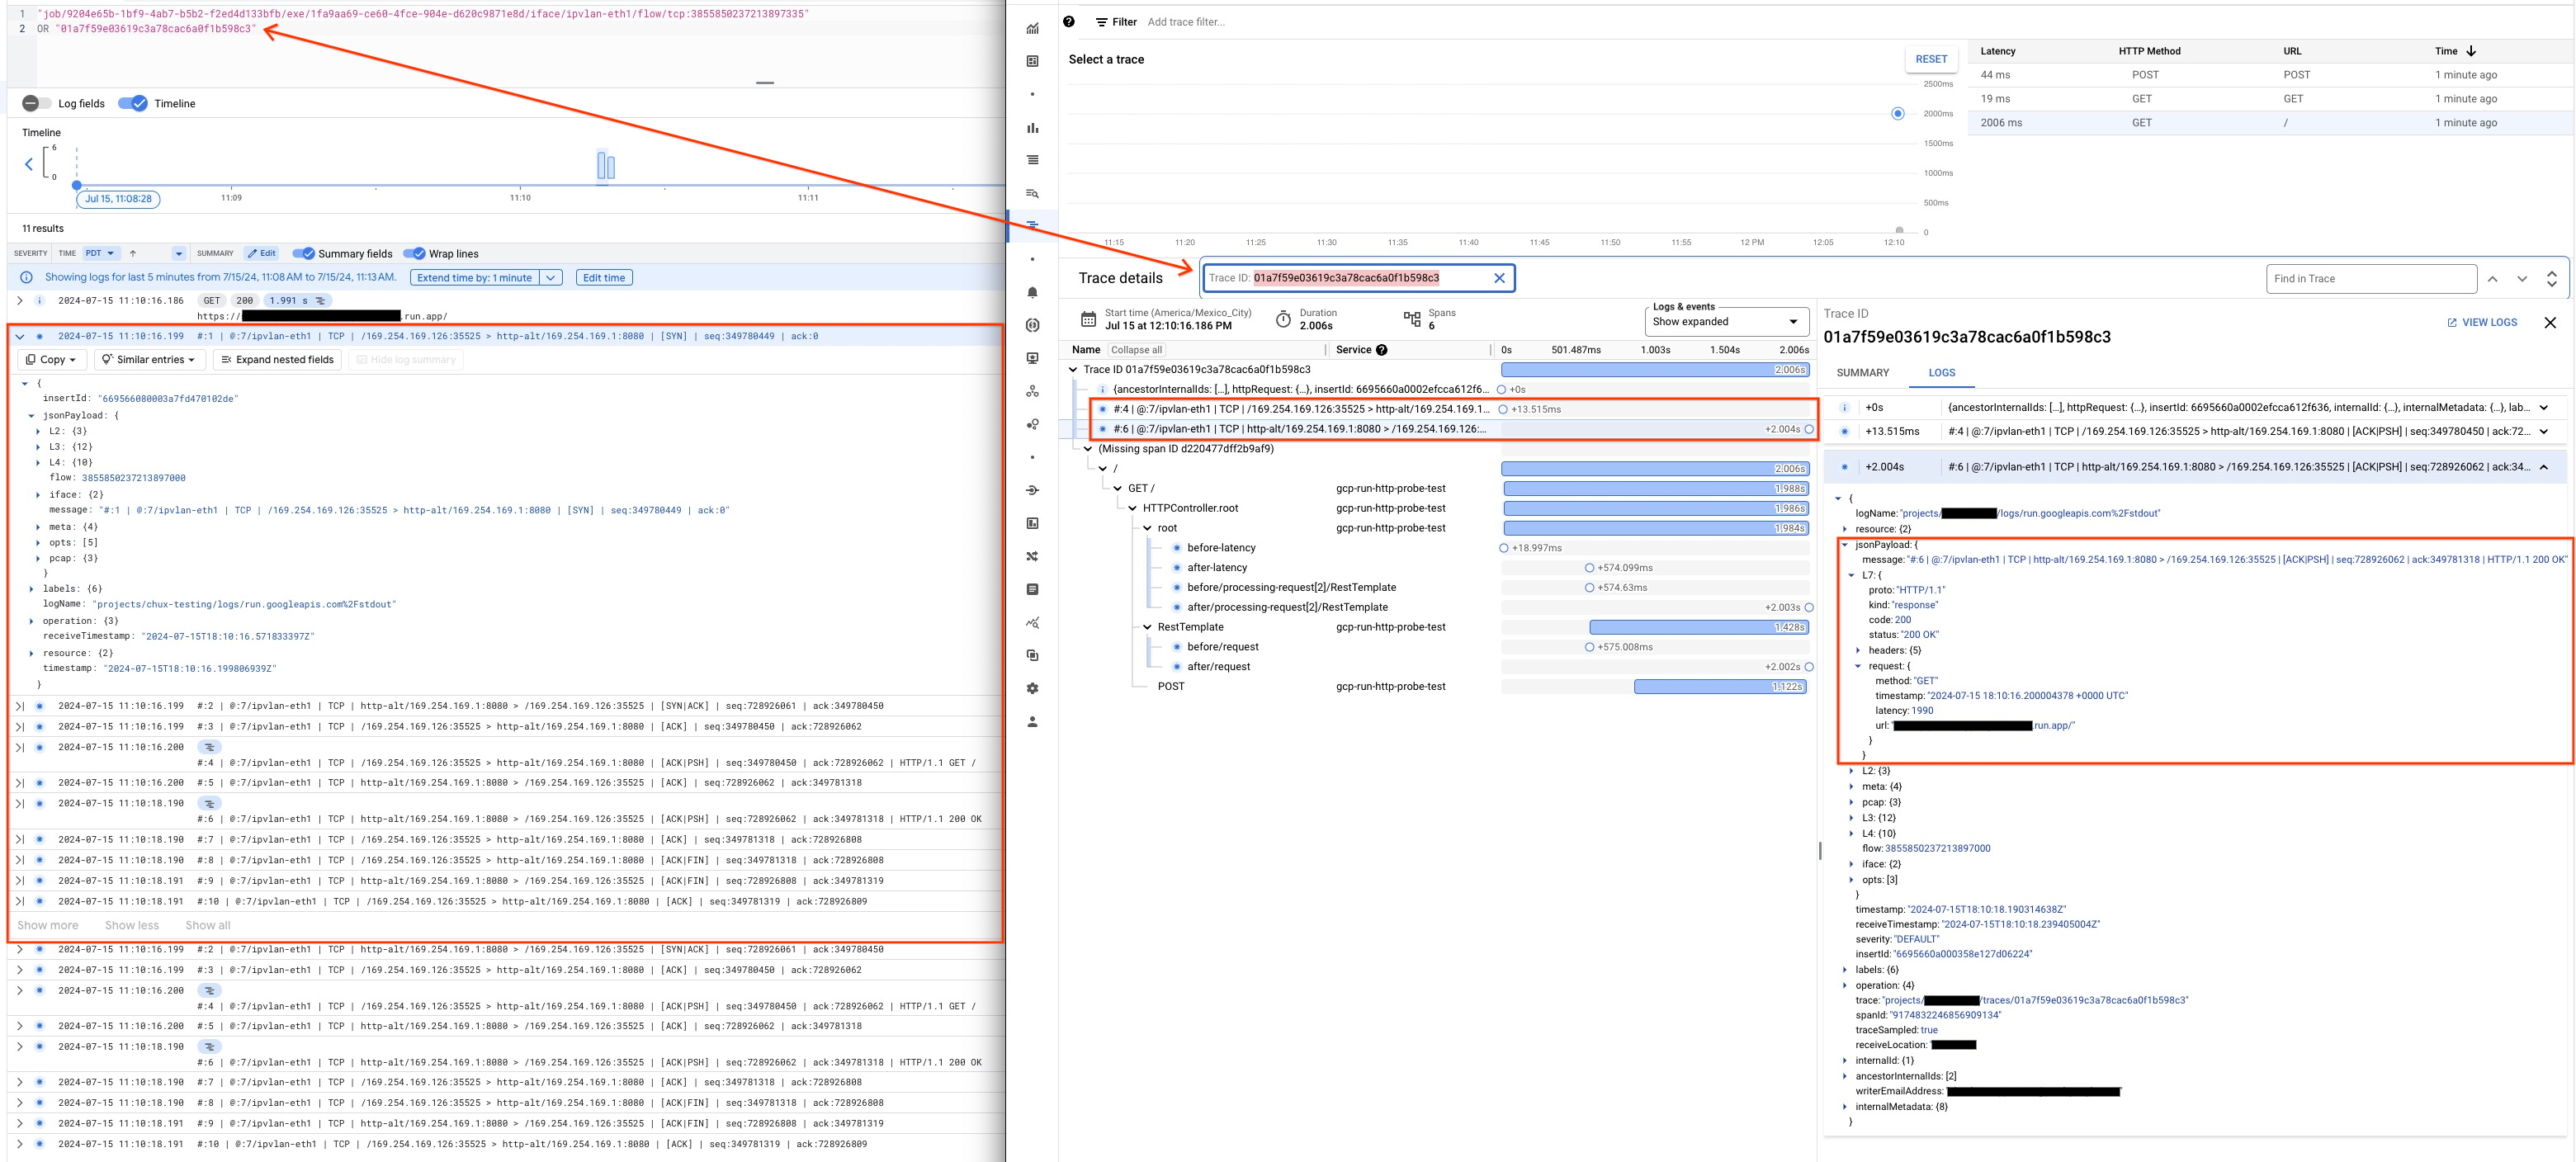 1 "job/9204e65b-1bf9-4ab7-b5b2-f2ed4d133bfb/exe/1fa9aa69-ce60-4fce-904e-d620c9871e8d/iface/ipvlan-eth1/flow/tcp:3855850237213897335"
2 OR "01a7f59e03619c3a78cac6a0f1b598c3"
Log fields Timeline
Timeline
6
0
Jul 15, 11:08:28
11:09 11:10 11:11
11 results
SEVERITY TIME PDT SUMMARY Edit Summary fields Wrap lines
Showing logs for last 5 minutes from 7/15/24, 11:08 AM to 7/15/24, 11:13 AM. Extend time by: 1 minute Edit time
2024-07-15 11:10:16.186 GET 200 1.991 s
https:// .run.app/
2024-07-15 11:10:16.199 #:1 | @:7/ipvlan-eth1 | TCP | /169.254.169.126:35525 > http-alt/169.254.169.1:8080 | [SYN] | seq:349780449 | ack:0
Copy Similar entries Expand nested fields Hide log summary
{
insertId: "669566080003a7fd470102de"
jsonPayload: {
L2: {3}
L3: {12}
L4: {10}
flow: 3855850237213897000
iface: {2}
message: "#:1 | @:7/ipvlan-eth1 | TCP | /169.254.169.126:35525 > http-alt/169.254.169.1:8080 | [SYN] | seq:349780449 | ack:0"
meta: {4}
opts: [5]
pcap: {3}
}
labels: {6}
logName: "projects/chux-testing/logs/run.googleapis.com%2Fstdout"
operation: {3}
receiveTimestamp: "2024-07-15T18:10:16.571833397Z"
resource: {2}
timestamp: "2024-07-15T18:10:16.199806939Z"
}
2024-07-15 11:10:16.199 #:2 | @:7/ipvlan-eth1 | TCP | http-alt/169.254.169.1:8080 > /169.254.169.126:35525 | [SYN|ACK] | seq:728926061 | ack:349780450
2024-07-15 11:10:16.199 #:3 | @:7/ipvlan-eth1 | TCP | /169.254.169.126:35525 > http-alt/169.254.169.1:8080 | [ACK] | seq:349780450 | ack:728926062
2024-07-15 11:10:16.200
#:4 | @:7/ipvlan-eth1 | TCP | /169.254.169.126:35525 > http-alt/169.254.169.1:8080 | [ACK|PSH] | seq:349780450 | ack:728926062 | HTTP/1.1 GET /
2024-07-15 11:10:16.200 #:5 | @:7/ipvlan-eth1 | TCP | http-alt/169.254.169.1:8080 > /169.254.169.126:35525 | [ACK] | seq:728926062 | ack:349781318
2024-07-15 11:10:18.190
#:6 | @:7/ipvlan-eth1 | TCP | http-alt/169.254.169.1:8080 > /169.254.169.126:35525 | [ACK|PSH] | seq:728926062 | ack:349781318 | HTTP/1.1 200 OK
2024-07-15 11:10:18.190 #:7 | @:7/ipvlan-eth1 | TCP | /169.254.169.126:35525 > http-alt/169.254.169.1:8080 | [ACK] | seq:349781318 | ack:728926808
2024-07-15 11:10:18.190 #:8 | @:7/ipvlan-eth1 | TCP | /169.254.169.126:35525 > http-alt/169.254.169.1:8080 | [ACK|FIN] | seq:349781318 | ack:728926808
2024-07-15 11:10:18.191 #:9 | @:7/ipvlan-eth1 | TCP | http-alt/169.254.169.1:8080 > /169.254.169.126:35525 | [ACK|FIN] | seq:728926808 | ack:349781319
2024-07-15 11:10:18.191 #:10 | @:7/ipvlan-eth1 | TCP | /169.254.169.126:35525 > http-alt/169.254.169.1:8080 | [ACK] | seq:349781319 | ack:728926809
Show more Show less Show all
2024-07-15 11:10:16.199 #:2 | @:7/ipvlan-eth1 | TCP | http-alt/169.254.169.1:8080 > /169.254.169.126:35525 | [SYN|ACK] | seq:728926061 | ack:349780450
2024-07-15 11:10:16.199 #:3 | @:7/ipvlan-eth1 | TCP | /169.254.169.126:35525 > http-alt/169.254.169.1:8080 | [ACK] | seq:349780450 | ack:728926062
2024-07-15 11:10:16.200
#:4 | @:7/ipvlan-eth1 | TCP | /169.254.169.126:35525 > http-alt/169.254.169.1:8080 | [ACK|PSH] | seq:349780450 | ack:728926062 | HTTP/1.1 GET /
2024-07-15 11:10:16.200 #:5 | @:7/ipvlan-eth1 | TCP | http-alt/169.254.169.1:8080 > /169.254.169.126:35525 | [ACK] | seq:728926062 | ack:349781318
2024-07-15 11:10:18.190
#:6 | @:7/ipvlan-eth1 | TCP | http-alt/169.254.169.1:8080 > /169.254.169.126:35525 | [ACK|PSH] | seq:728926062 | ack:349781318 | HTTP/1.1 200 OK
2024-07-15 11:10:18.190 #:7 | @:7/ipvlan-eth1 | TCP | /169.254.169.126:35525 > http-alt/169.254.169.1:8080 | [ACK] | seq:349781318 | ack:728926808
2024-07-15 11:10:18.190 #:8 | @:7/ipvlan-eth1 | TCP | /169.254.169.126:35525 > http-alt/169.254.169.1:8080 | [ACK|FIN] | seq:349781318 | ack:728926808
2024-07-15 11:10:18.191 #:9 | @:7/ipvlan-eth1 | TCP | http-alt/169.254.169.1:8080 > /169.254.169.126:35525 | [ACK|FIN] | seq:728926808 | ack:349781319
2024-07-15 11:10:18.191 #:10 | @:7/ipvlan-eth1 | TCP | /169.254.169.126:35525 > http-alt/169.254.169.1:8080 | [ACK] | seq:349781319 | ack:728926809
Filter Add trace filter...
Select a trace RESET
2500ms
2000ms
1500ms
1000ms
500ms
0
11:15 11:20 11:25 11:30 11:35 11:40 11:45 11:50 11:55 12 PM 12:05 12:10
Latency HTTP Method URL Time
44 ms POST POST 1 minute ago
19 ms GET GET 1 minute ago
2006 ms GET / 1 minute ago
Trace details Trace ID: 01a7f59e03619c3a78cac6a0f1b598c3 Find in Trace
Start time (America/Mexico_City)
Jul 15 at 12:10:16.186 PM
Duration
2.006s
Spans
6
Logs & events
Show expanded
Name Collapse all Service 0s 501.487ms 1.003s 1.504s 2.006s
Trace ID 01a7f59e03619c3a78cac6a0f1b598c3 2.006s
{ancestorInternalIds: [...], httpRequest: {...}, insertId: 6695660a0002efcca612f6... +0s
#:4 | @:7/ipvlan-eth1 | TCP | /169.254.169.126:35525 > http-alt/169.254.169.1... +13.515ms
#:6 | @:7/ipvlan-eth1 | TCP | http-alt/169.254.169.1:8080 > /169.254.169.126:... +2.004s
(Missing span ID d220477dff2b9af9)
/ 2.006s
GET / gcp-run-http-probe-test 1.988s
HTTPController.root gcp-run-http-probe-test 1.986s
root gcp-run-http-probe-test 1.984s
before-latency +18.997ms
after-latency +574.099ms
before/processing-request[2]/RestTemplate +574.63ms
after/processing-request[2]/RestTemplate +2.003s
RestTemplate gcp-run-http-probe-test 1.428s
before/request +575.008ms
after/request +2.002s
POST gcp-run-http-probe-test 1.122s
Trace ID
01a7f59e03619c3a78cac6a0f1b598c3 VIEW LOGS
SUMMARY LOGS
+0s {ancestorInternalIds: [...], httpRequest: {...}, insertId: 6695660a0002efcca612f636, internalId: {...}, internalMetadata: {...}, lab...
+13.515ms #:4 | @:7/ipvlan-eth1 | TCP | /169.254.169.126:35525 > http-alt/169.254.169.1:8080 | [ACK|PSH] | seq:349780450 | ack:72...
+2.004s #:6 | @:7/ipvlan-eth1 | TCP | http-alt/169.254.169.1:8080 > /169.254.169.126:35525 | [ACK|PSH] | seq:728926062 | ack:34...
{
logName: "projects/ /logs/run.googleapis.com%2Fstdout"
resource: {2}
jsonPayload: {
message: "#:6 | @:7/ipvlan-eth1 | TCP | http-alt/169.254.169.1:8080 > /169.254.169.126:35525 | [ACK|PSH] | seq:728926062 | ack:349781318 | HTTP/1.1 200 OK"
L7: {
proto: "HTTP/1.1"
kind: "response"
code: 200
status: "200 OK"
headers: {5}
request: {
method: "GET"
timestamp: "2024-07-15 18:10:16.200004378 +0000 UTC"
latency: 1990
url: " .run.app/"
}
}
L2: {3}
meta: {4}
pcap: {3}
L3: {12}
L4: {10}
flow: 3855850237213897000
iface: {2}
opts: [3]
}
timestamp: "2024-07-15T18:10:18.190314638Z"
receiveTimestamp: "2024-07-15T18:10:18.239405004Z"
severity: "DEFAULT"
insertId: "6695660a000358e127d06224"
labels: {6}
operation: {4}
trace: "projects/ /traces/01a7f59e03619c3a78cac6a0f1b598c3"
spanId: "9174832246856909134"
traceSampled: true
receiveLocation:
internalId: {1}
ancestorInternalIds: [2]
writerEmailAddress:
internalMetadata: {8}
}